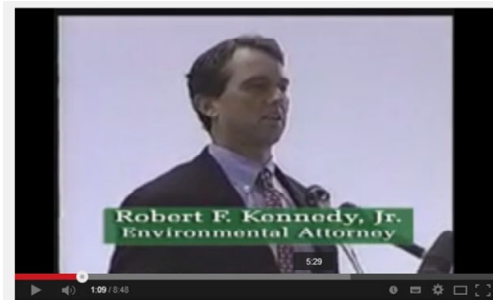 Robert F. Kennedy, Jr.
Environmental Attorney
5:29
1:09 / 8:48